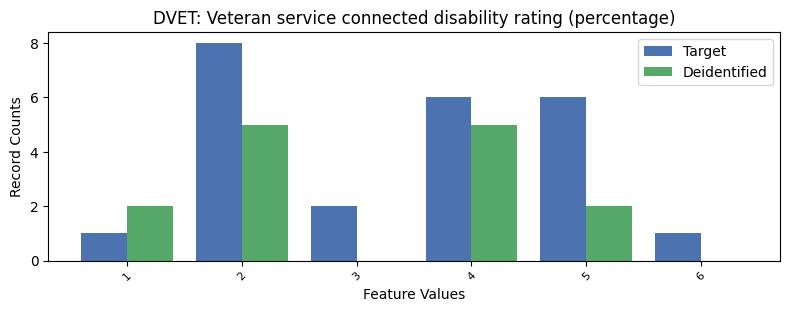 DVET: Veteran service connected disability rating (percentage)
Target
Deidentified
Record Counts
8
6
4
2
0
1 2 3 4 5 6
Feature Values